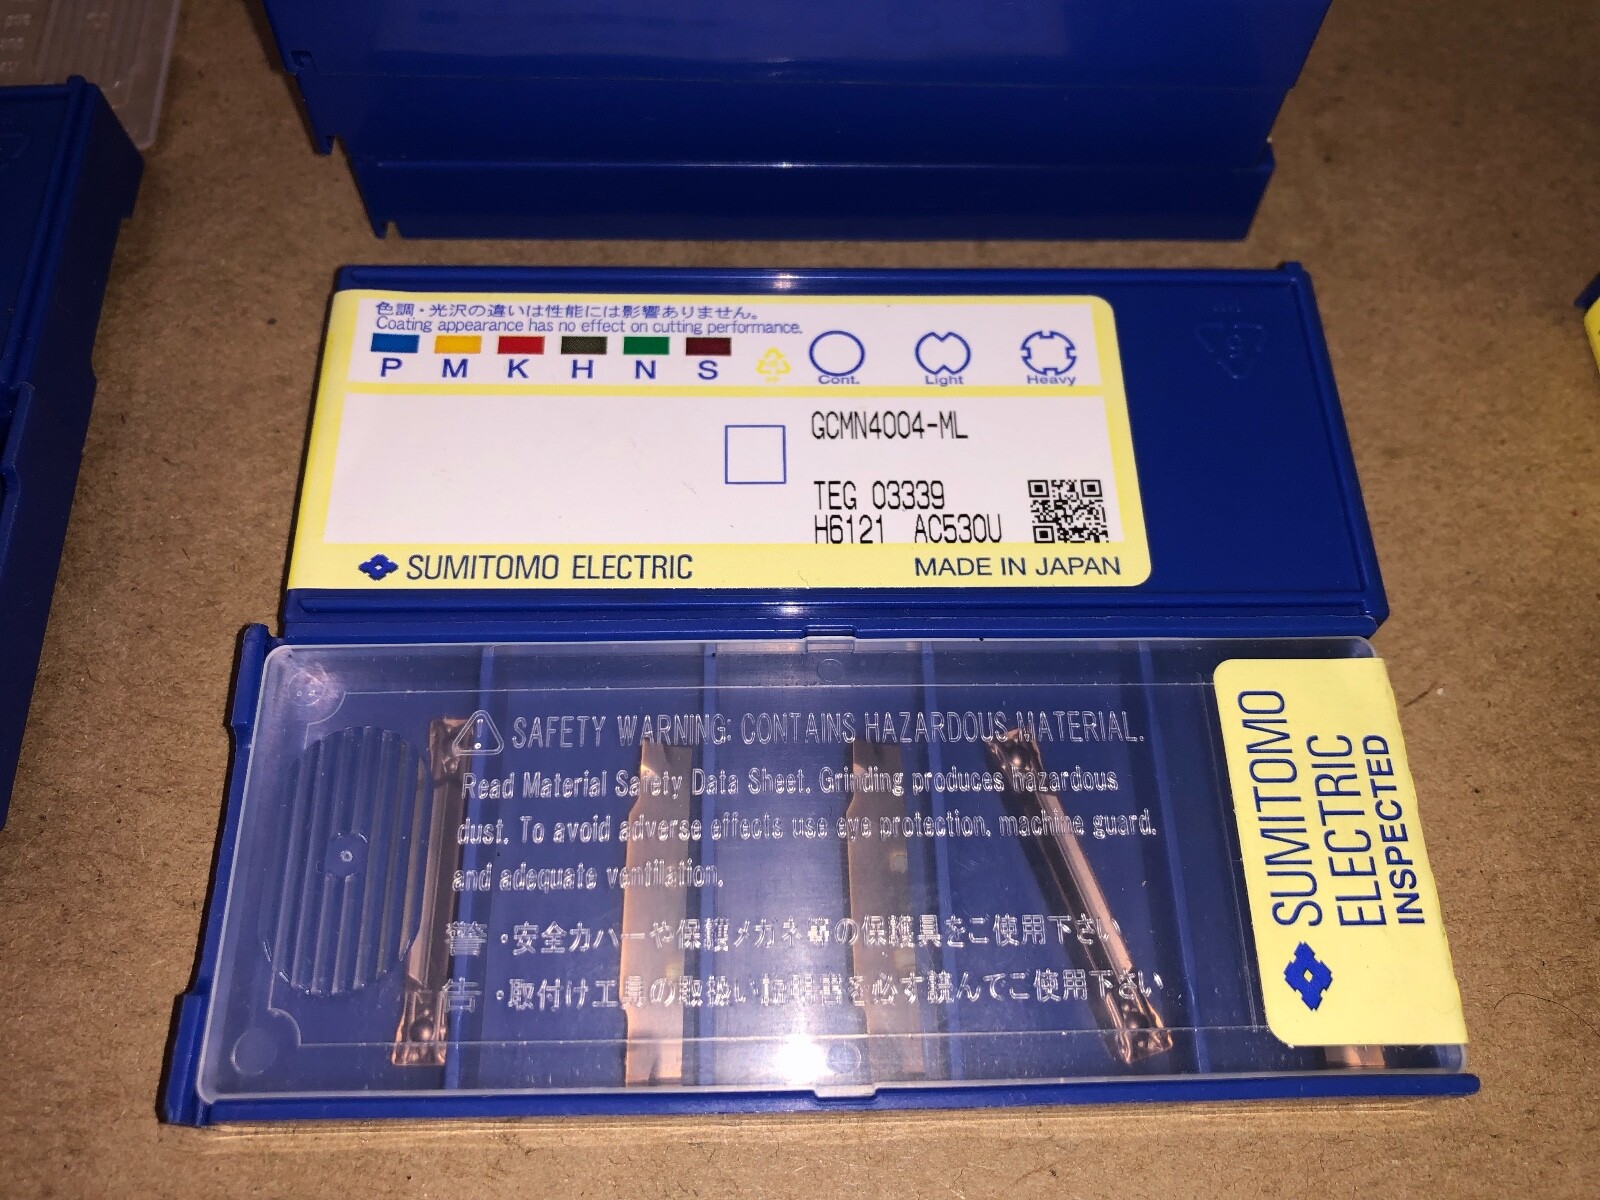 色調・光沢の違いは性能には影響ありません。
Coating appearance has no effect on cutting performance.
P M K H N S
Cont. Light Heavy
GCMN4004-ML
TEG 03339
H6121 AC530U
SUMITOMO ELECTRIC
MADE IN JAPAN
SAFETY WARNING: CONTAINS HAZARDOUS MATERIAL.
Read Material Safety Data Sheet. Grinding produces hazardous
dust. To avoid adverse effects use eye protection, machine guard,
and adequate ventilation.
警 ・安全カバーや保護メガネ等の保護具をご使用下さい
告 ・取付け工具の取扱い説明書を必ず読んでご使用下さい
SUMITOMO
ELECTRIC
INSPECTED